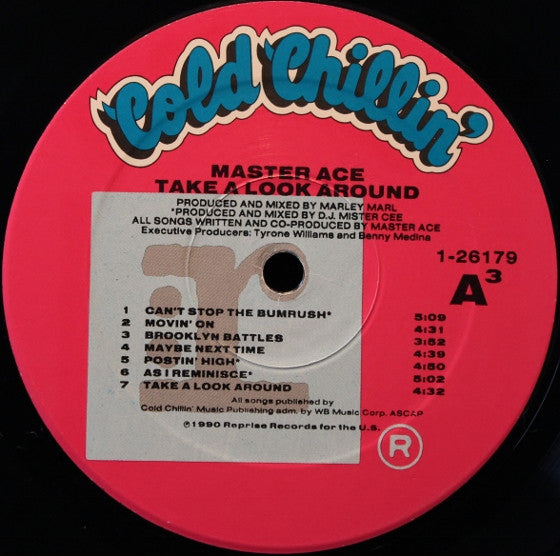 Cold Chillin'
MASTER ACE
TAKE A LOOK AROUND
PRODUCED AND MIXED BY MARLEY MARL
*PRODUCED AND MIXED BY D.J. MISTER CEE
ALL SONGS WRITTEN AND CO-PRODUCED BY MASTER ACE
Executive Producers: Tyrone Williams and Benny Medina
1-26179
A3
1 CAN'T STOP THE BUMRUSH* 5:09
2 MOVIN' ON 4:31
3 BROOKLYN BATTLES 3:52
4 MAYBE NEXT TIME 4:39
5 POSTIN' HIGH* 4:50
6 AS I REMINISCE* 5:02
7 TAKE A LOOK AROUND 4:32
All songs published by
Cold Chillin' Music Publishing adm. by WB Music Corp. ASCAP
℗1990 Reprise Records for the U.S.
R
r